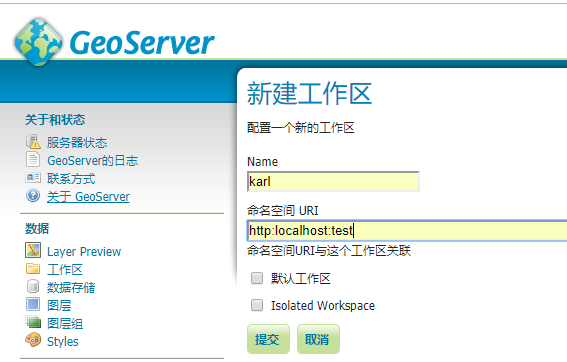 GeoServer
关于和状态
服务器状态
GeoServer的日志
联系方式
关于 GeoServer
数据
Layer Preview
工作区
数据存储
图层
图层组
Styles
新建工作区
配置一个新的工作区
Name
karl
命名空间 URI
http:localhost:test
命名空间URI与这个工作区关联
默认工作区
Isolated Workspace
提交
取消